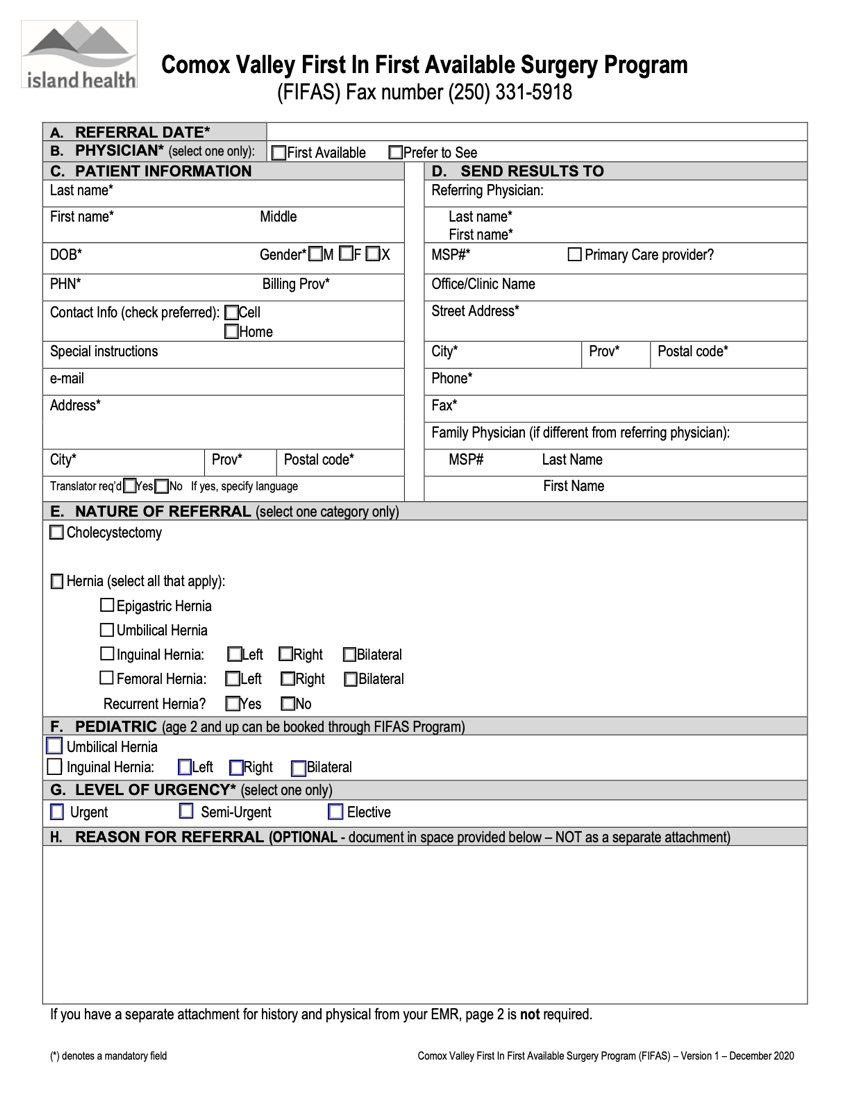 island health
Comox Valley First In First Available Surgery Program
(FIFAS) Fax number (250) 331-5918
A. REFERRAL DATE*
B. PHYSICIAN* (select one only): First Available Prefer to See
C. PATIENT INFORMATION
Last name*
First name* Middle
DOB* Gender* M F X
PHN* Billing Prov*
Contact Info (check preferred): Cell
Home
Special instructions
e-mail
Address*
City* Prov* Postal code*
Translator req'd Yes No If yes, specify language
D. SEND RESULTS TO
Referring Physician:
Last name*
First name*
MSP#* Primary Care provider?
Office/Clinic Name
Street Address*
City* Prov* Postal code*
Phone*
Fax*
Family Physician (if different from referring physician):
MSP# Last Name
First Name
E. NATURE OF REFERRAL (select one category only)
Cholecystectomy
Hernia (select all that apply):
Epigastric Hernia
Umbilical Hernia
Inguinal Hernia: Left Right Bilateral
Femoral Hernia: Left Right Bilateral
Recurrent Hernia? Yes No
F. PEDIATRIC (age 2 and up can be booked through FIFAS Program)
Umbilical Hernia
Inguinal Hernia: Left Right Bilateral
G. LEVEL OF URGENCY* (select one only)
Urgent Semi-Urgent Elective
H. REASON FOR REFERRAL (OPTIONAL - document in space provided below – NOT as a separate attachment)
If you have a separate attachment for history and physical from your EMR, page 2 is not required.
(*) denotes a mandatory field
Comox Valley First In First Available Surgery Program (FIFAS) – Version 1 – December 2020